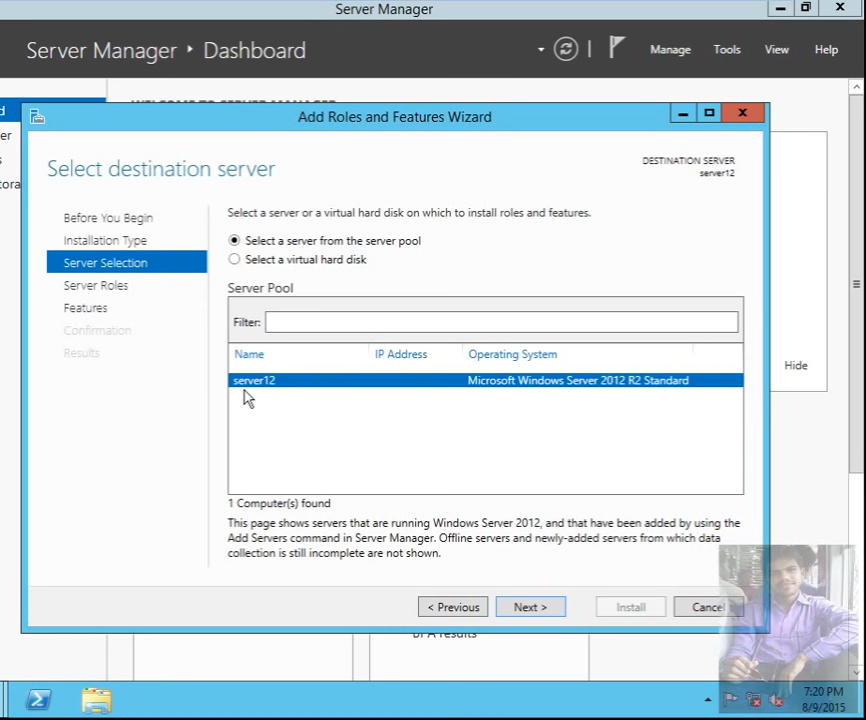 Server Manager
Server Manager ‣ Dashboard
Manage Tools View Help
Add Roles and Features Wizard
Select destination server
DESTINATION SERVER
server12
Before You Begin
Installation Type
Server Selection
Server Roles
Features
Confirmation
Results
Select a server or a virtual hard disk on which to install roles and features.
Select a server from the server pool
Select a virtual hard disk
Server Pool
Filter:
Name IP Address Operating System
server12 Microsoft Windows Server 2012 R2 Standard
1 Computer(s) found
This page shows servers that are running Windows Server 2012, and that have been added by using the
Add Servers command in Server Manager. Offline servers and newly-added servers from which data
collection is still incomplete are not shown.
Hide
< Previous Next > Install Cancel
BPA results
7:20 PM
8/9/2015